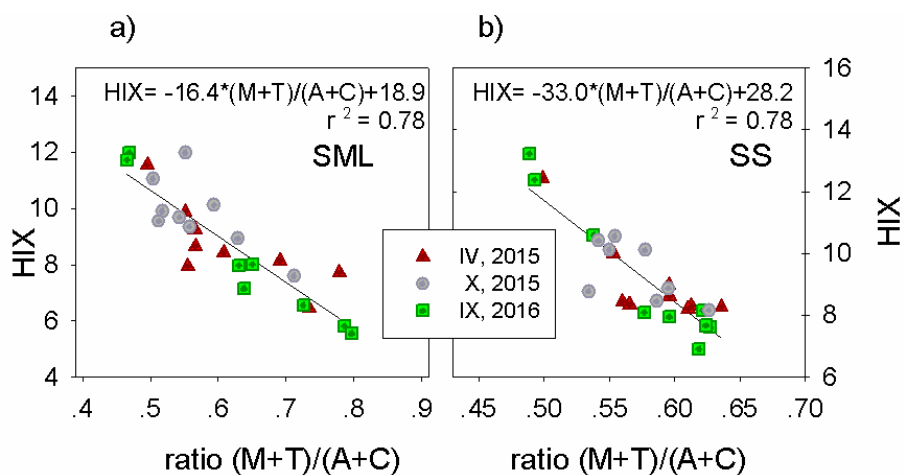 a)
HIX= -16.4*(M+T)/(A+C)+18.9
r 2 = 0.78
SML
14
12
10
8
6
4
HIX
.4 .5 .6 .7 .8 .9
ratio (M+T)/(A+C)
IV, 2015
X, 2015
IX, 2016
b)
HIX= -33.0*(M+T)/(A+C)+28.2
r 2 = 0.78
SS
16
14
12
10
8
6
HIX
.45 .50 .55 .60 .65 .70
ratio (M+T)/(A+C)